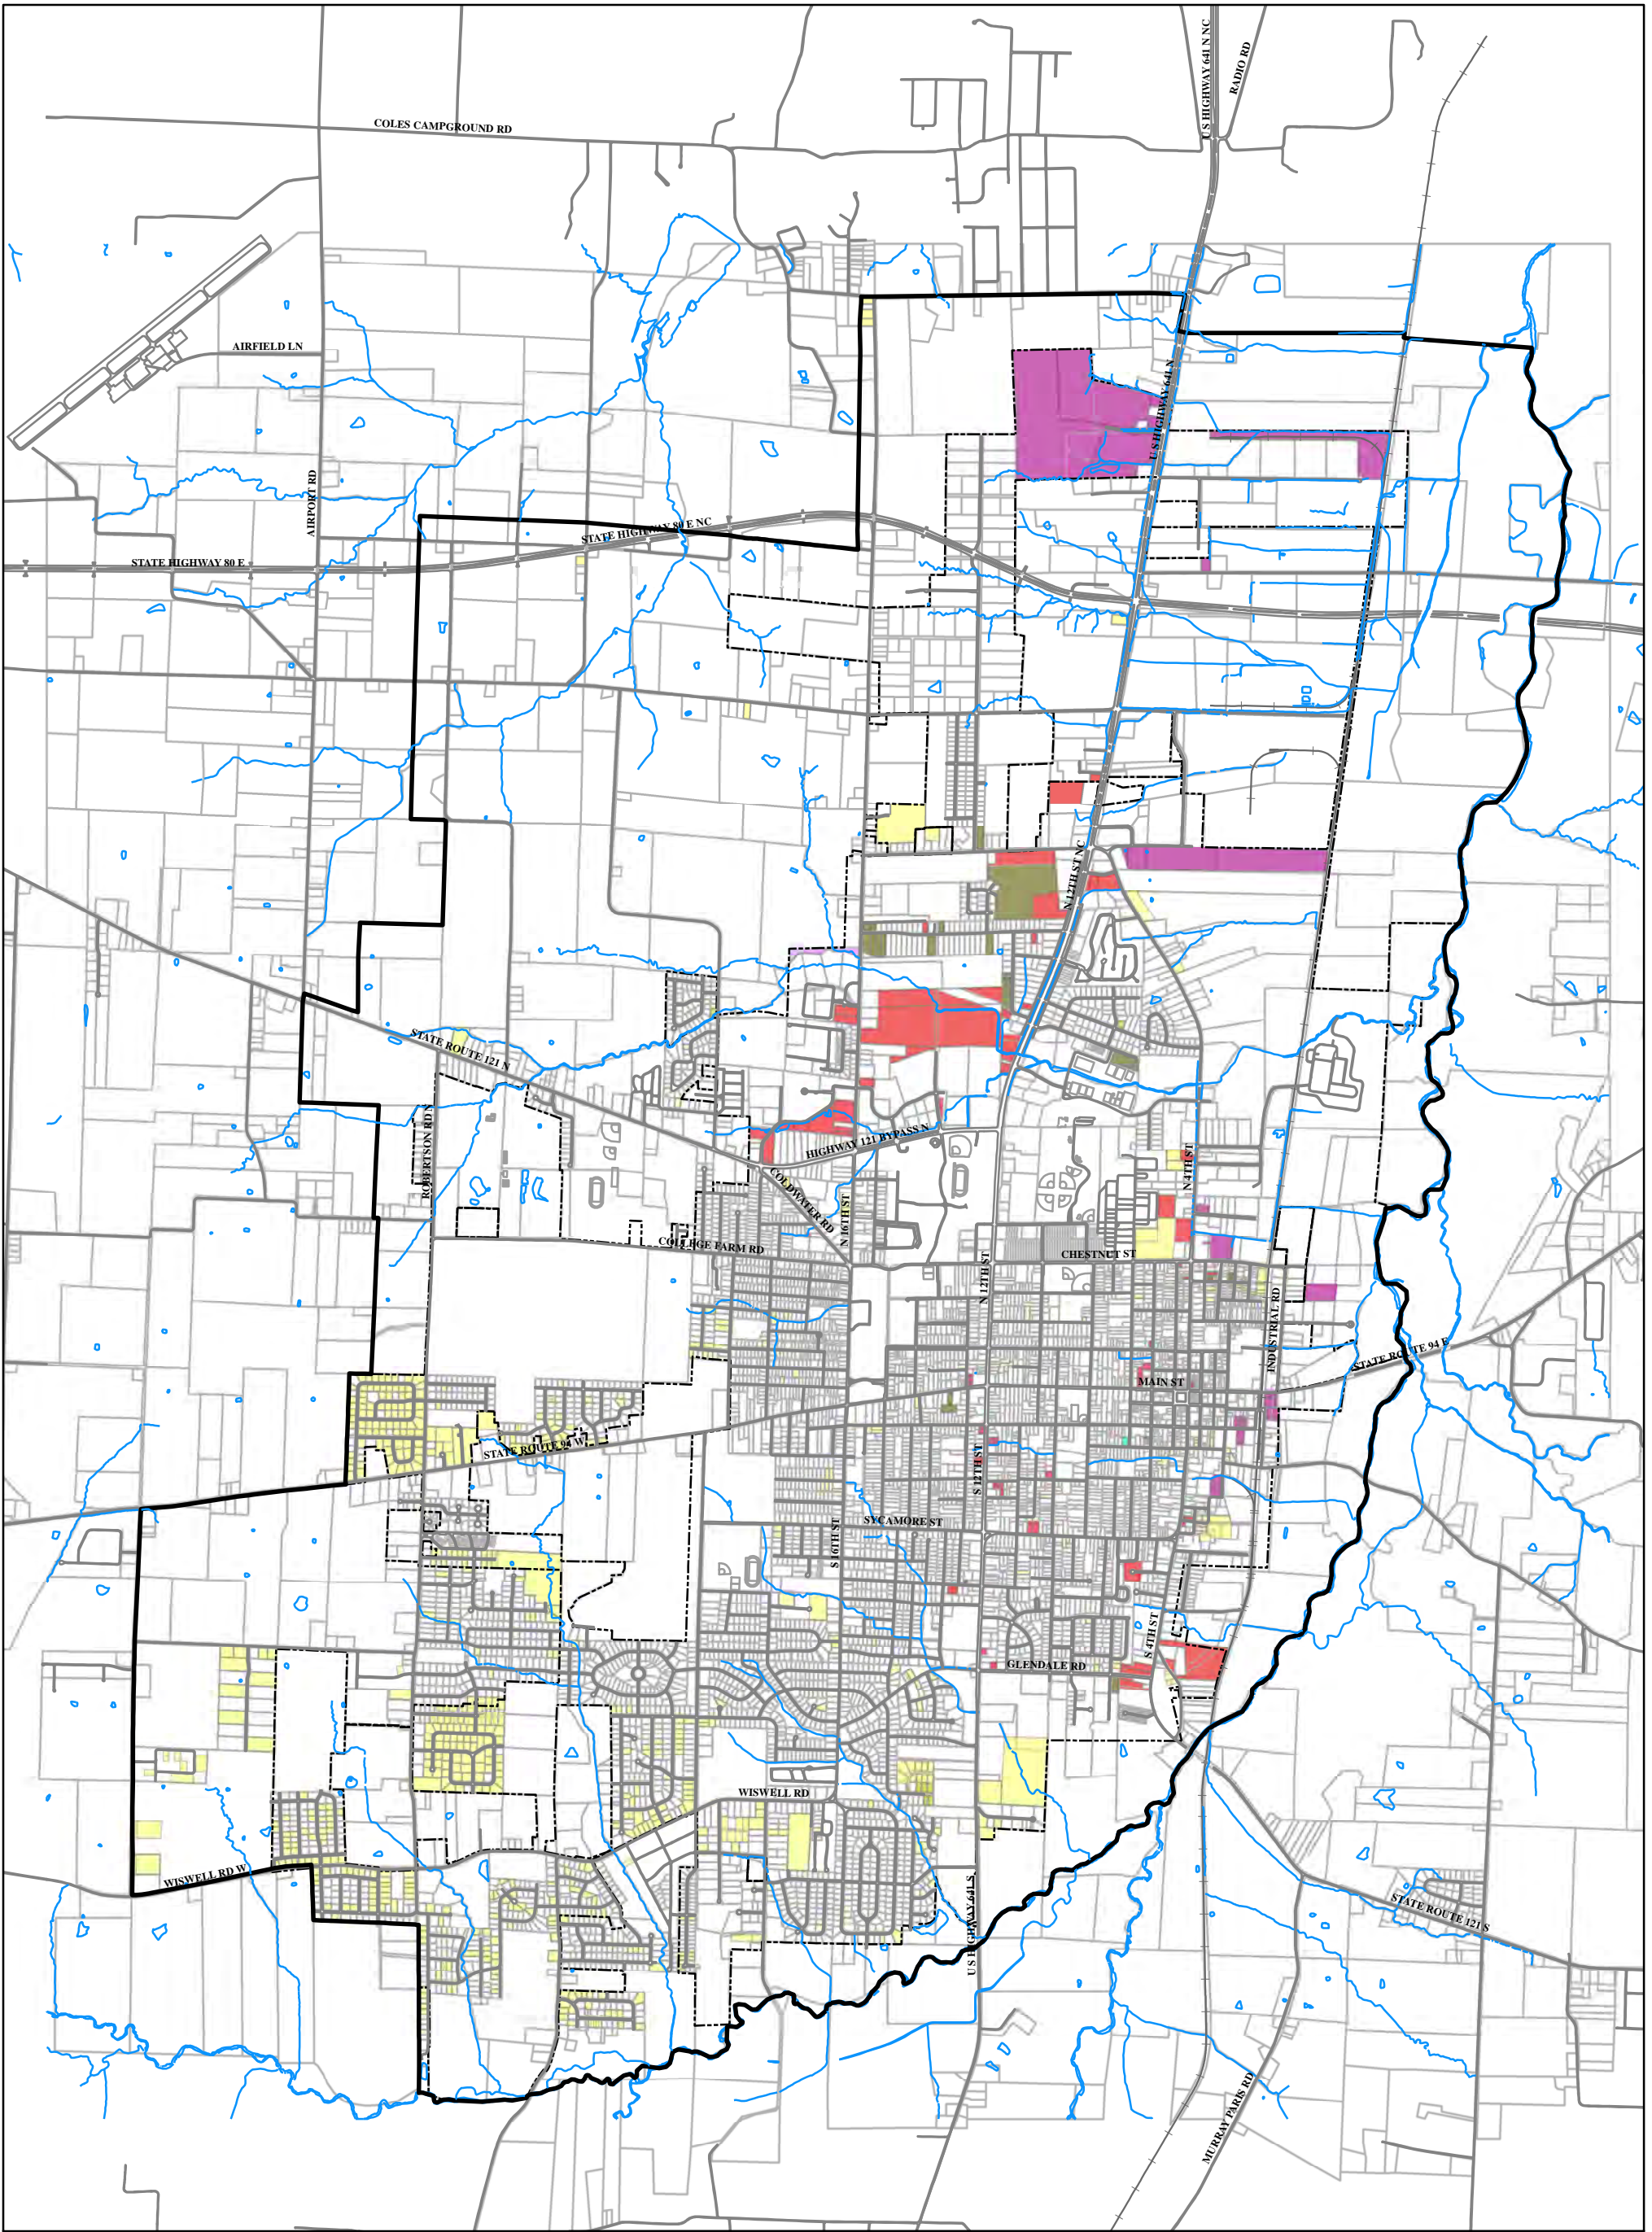 U S HIGHWAY 641 N NC
RADIO RD
COLES CAMPGROUND RD
AIRFIELD LN
U S HIGHWAY 641 N
AIRPORT RD
STATE HIGHWAY 80 E NC
STATE HIGHWAY 80 E
N 12TH ST NC
STATE ROUTE 121 N
ROBERTSON RD N
HIGHWAY 121 BYPASS N
COLDWATER RD
N 4TH ST
N 16TH ST
COLLEGE FARM RD
CHESTNUT ST
N 12TH ST
INDUSTRIAL RD
STATE ROUTE 94 E
MAIN ST
STATE ROUTE 94 W
S 12TH ST
SYCAMORE ST
S 16TH ST
S 4TH ST
GLENDALE RD
WISWELL RD
WISWELL RD W
U S HIGHWAY 641 S
STATE ROUTE 121 S
MURRAY PARIS RD